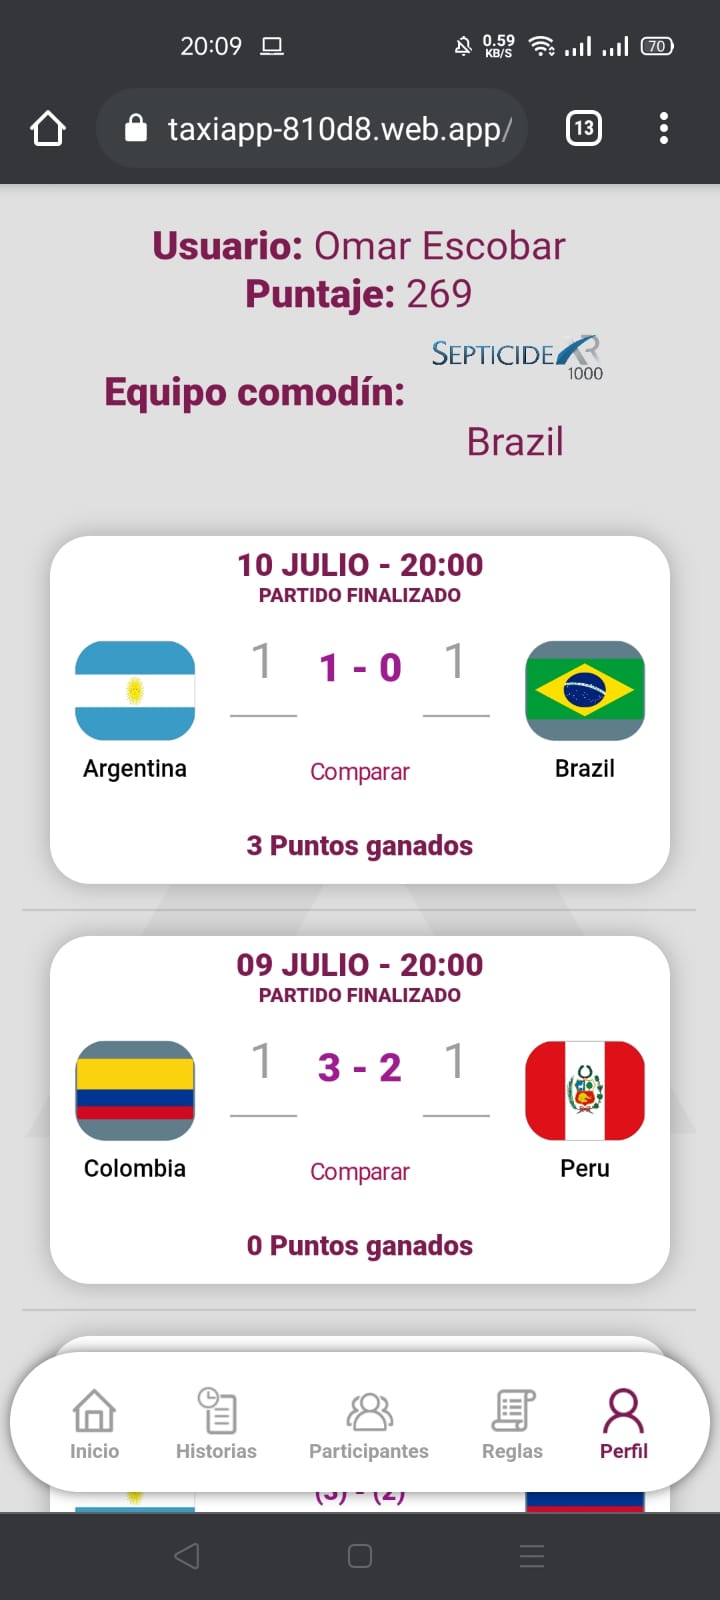 20:09
0.59
KB/S
70
taxiapp-810d8.web.app/
13
Usuario: Omar Escobar
Puntaje: 269
SEPTICIDE XR
1000
Equipo comodín:
Brazil
10 JULIO - 20:00
PARTIDO FINALIZADO
1 1 - 0 1
Argentina Comparar Brazil
3 Puntos ganados
09 JULIO - 20:00
PARTIDO FINALIZADO
1 3 - 2 1
Colombia Comparar Peru
0 Puntos ganados
Inicio Historias Participantes Reglas Perfil
(3) - (2)